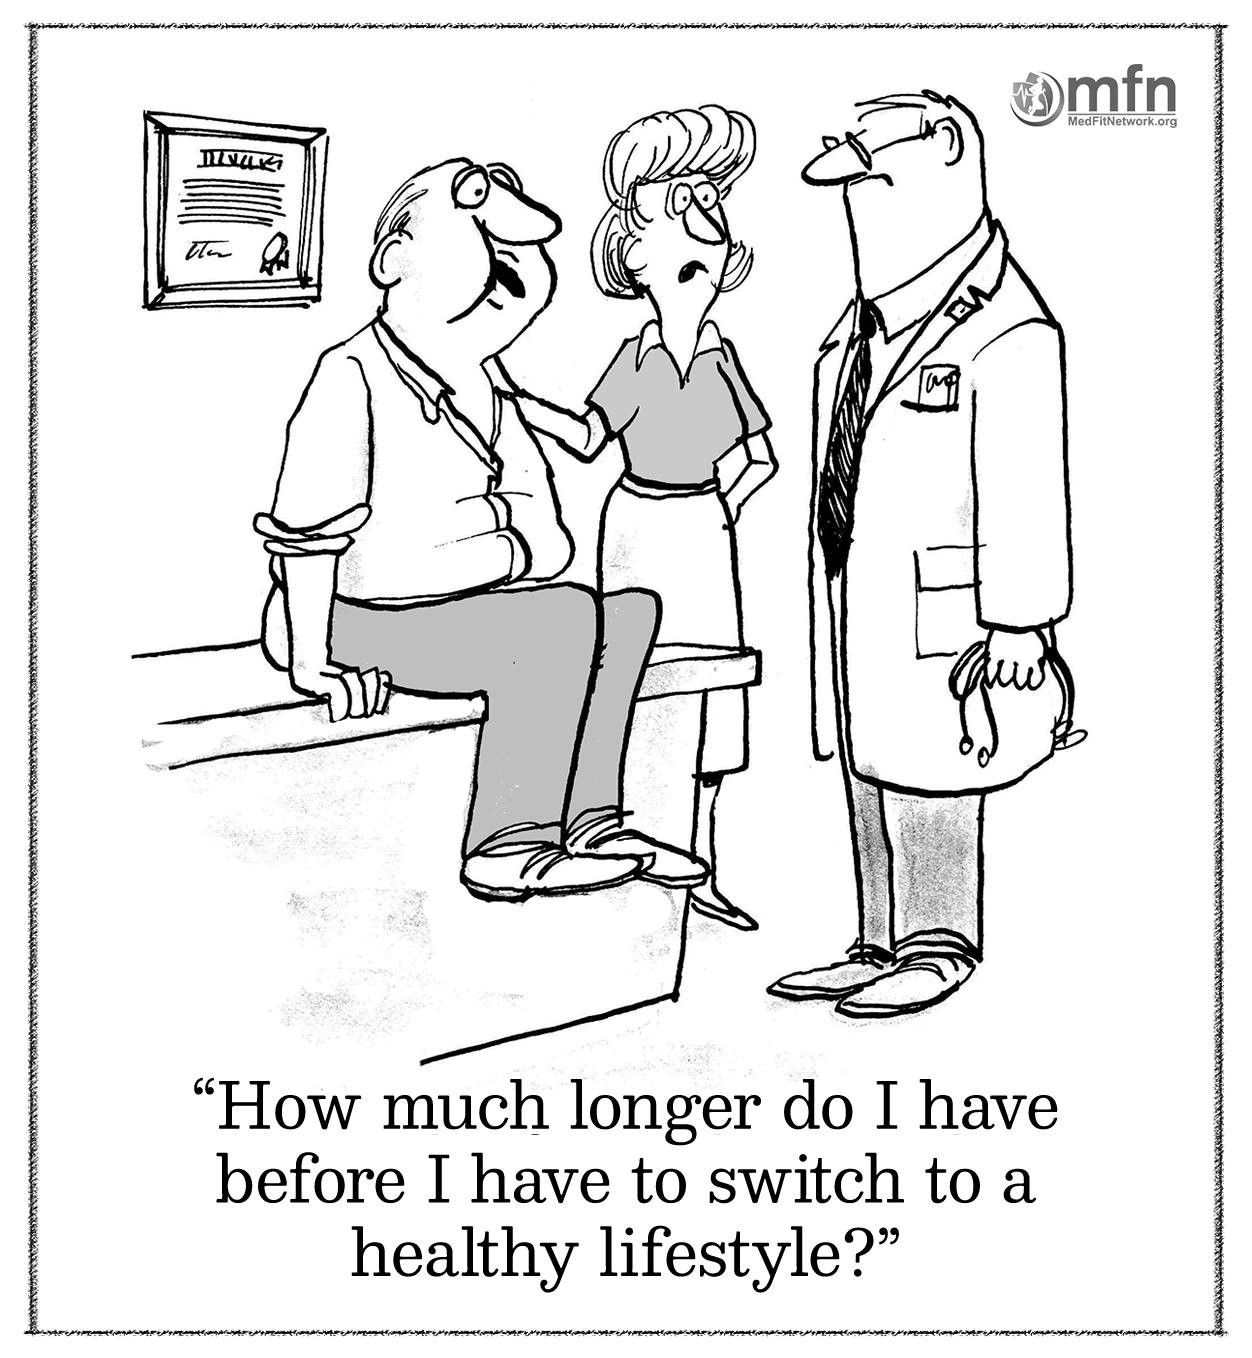 mfn
MedFitNetwork.org
“How much longer do I have
before I have to switch to a
healthy lifestyle?”